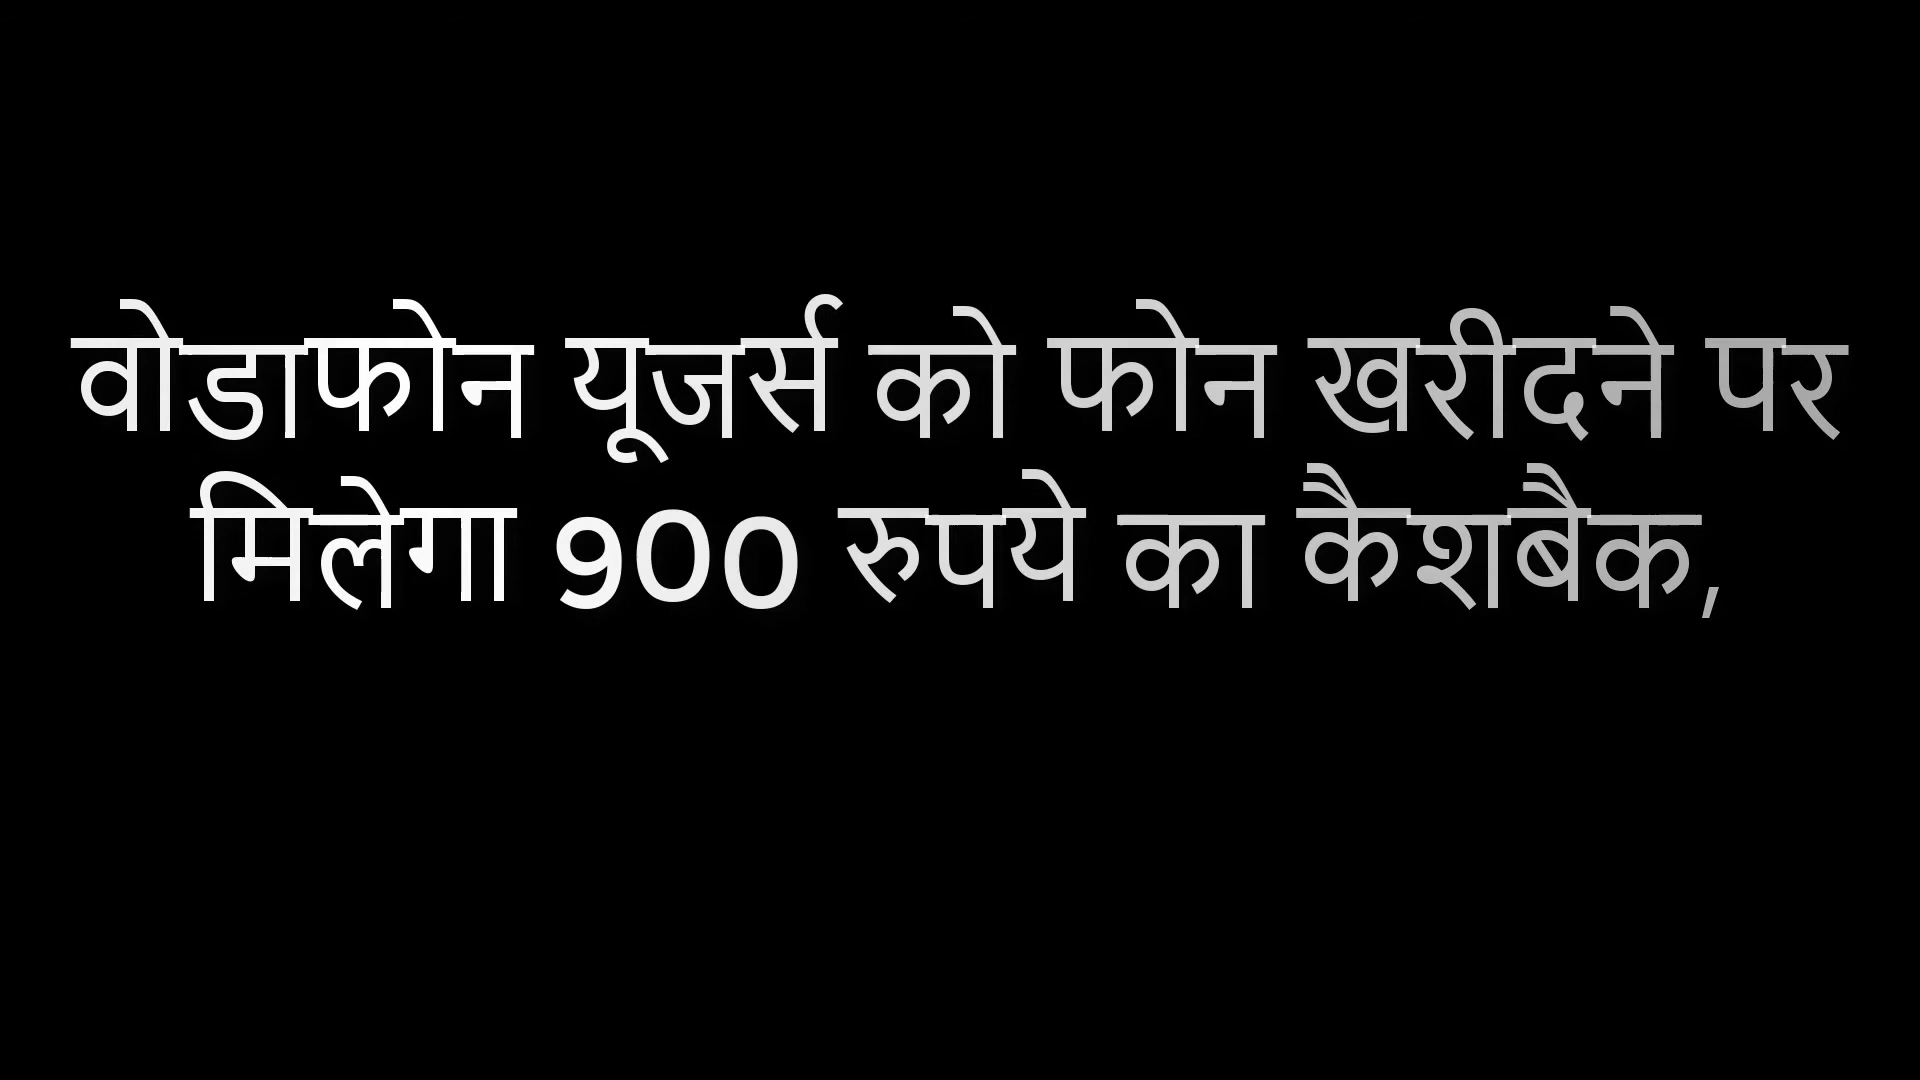 वोडाफोन यूजर्स को फोन खरीदने पर
मिलेगा 900 रुपये का कैशबैक,